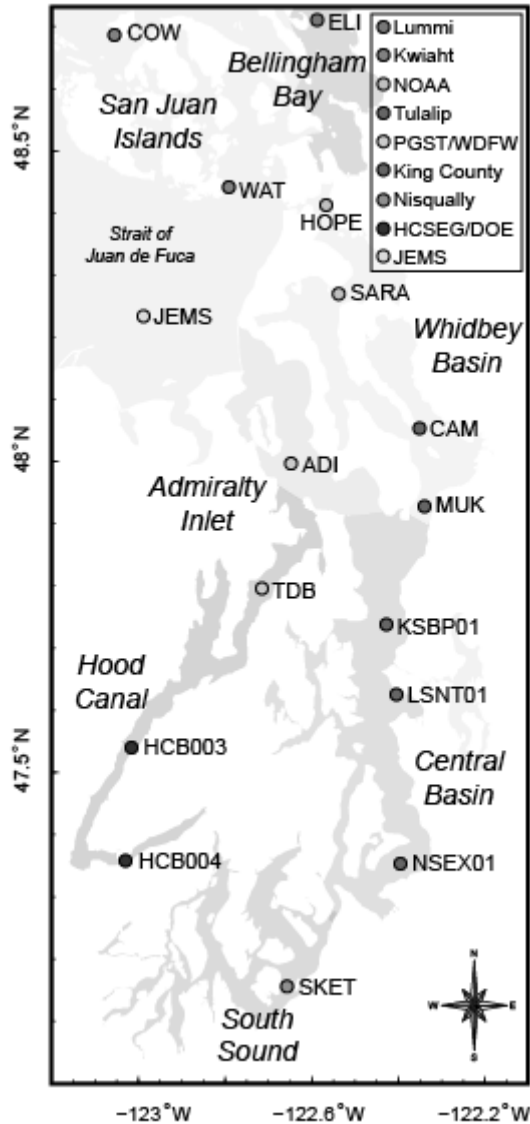 COW
ELI
Bellingham
Bay
San Juan
Islands
WAT
HOPE
Strait of
Juan de Fuca
JEMS
SARA
Whidbey
Basin
CAM
ADI
Admiralty
Inlet
MUK
TDB
KSBP01
Hood
Canal
LSNT01
HCB003
Central
Basin
HCB004
NSEX01
SKET
South
Sound
Lummi
Kwiaht
NOAA
Tulalip
PGST/WDFW
King County
Nisqually
HCSEG/DOE
JEMS
N
W
E
S
48.5°N
48°N
47.5°N
−123°W
−122.6°W
−122.2°W